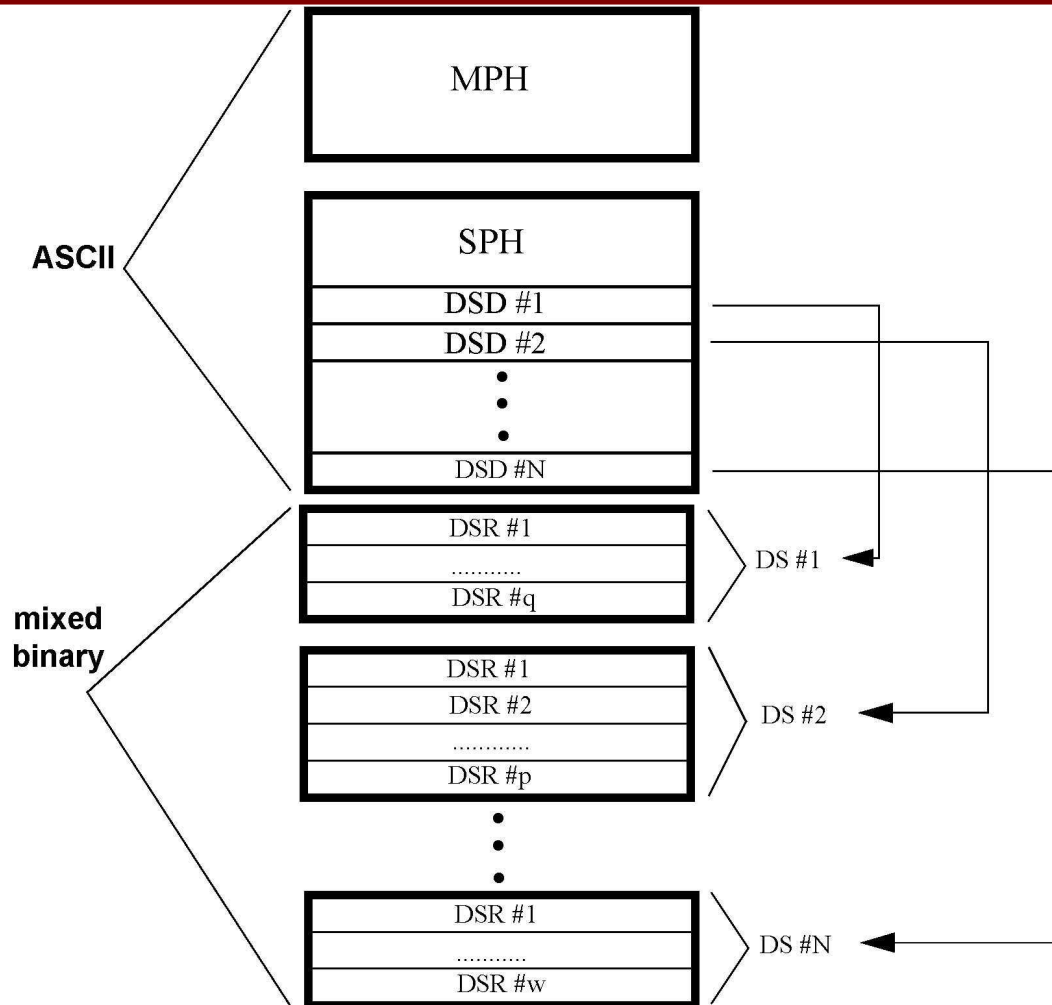 MPH
SPH
ASCII
DSD #1
DSD #2
DSD #N
DSR #1
...........
DSR #q
DS #1
mixed
binary
DSR #1
DSR #2
............
DSR #p
DS #2
DSR #1
...........
DSR #w
DS #N